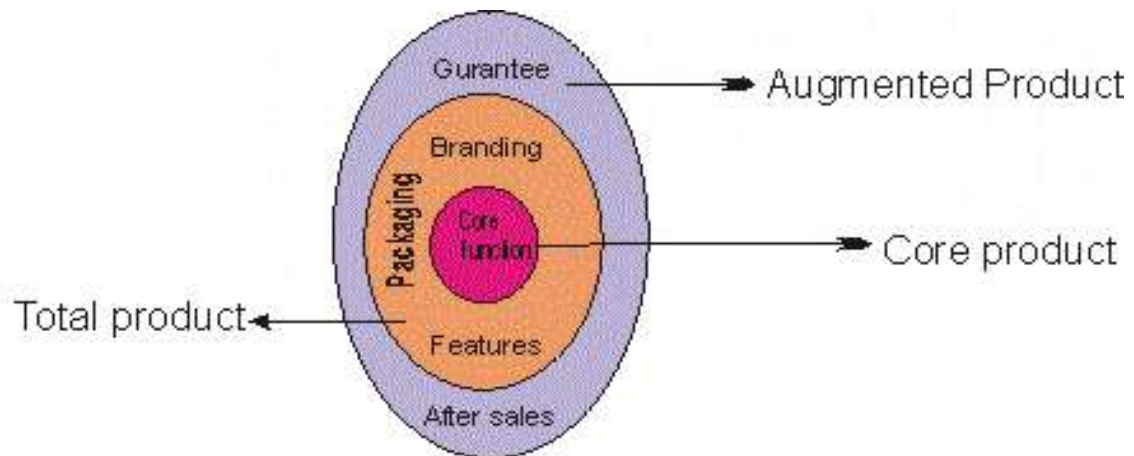 Gurantee
Augmented Product
Branding
Packaging
Core
function
Core product
Total product
Features
After sales